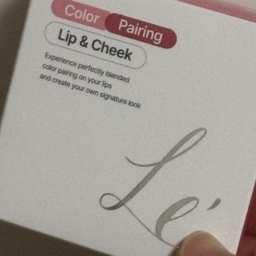 Color Pairing
Lip & Cheek
Experience perfectly blended
color pairing on your lips
and create your own signature look
Le'